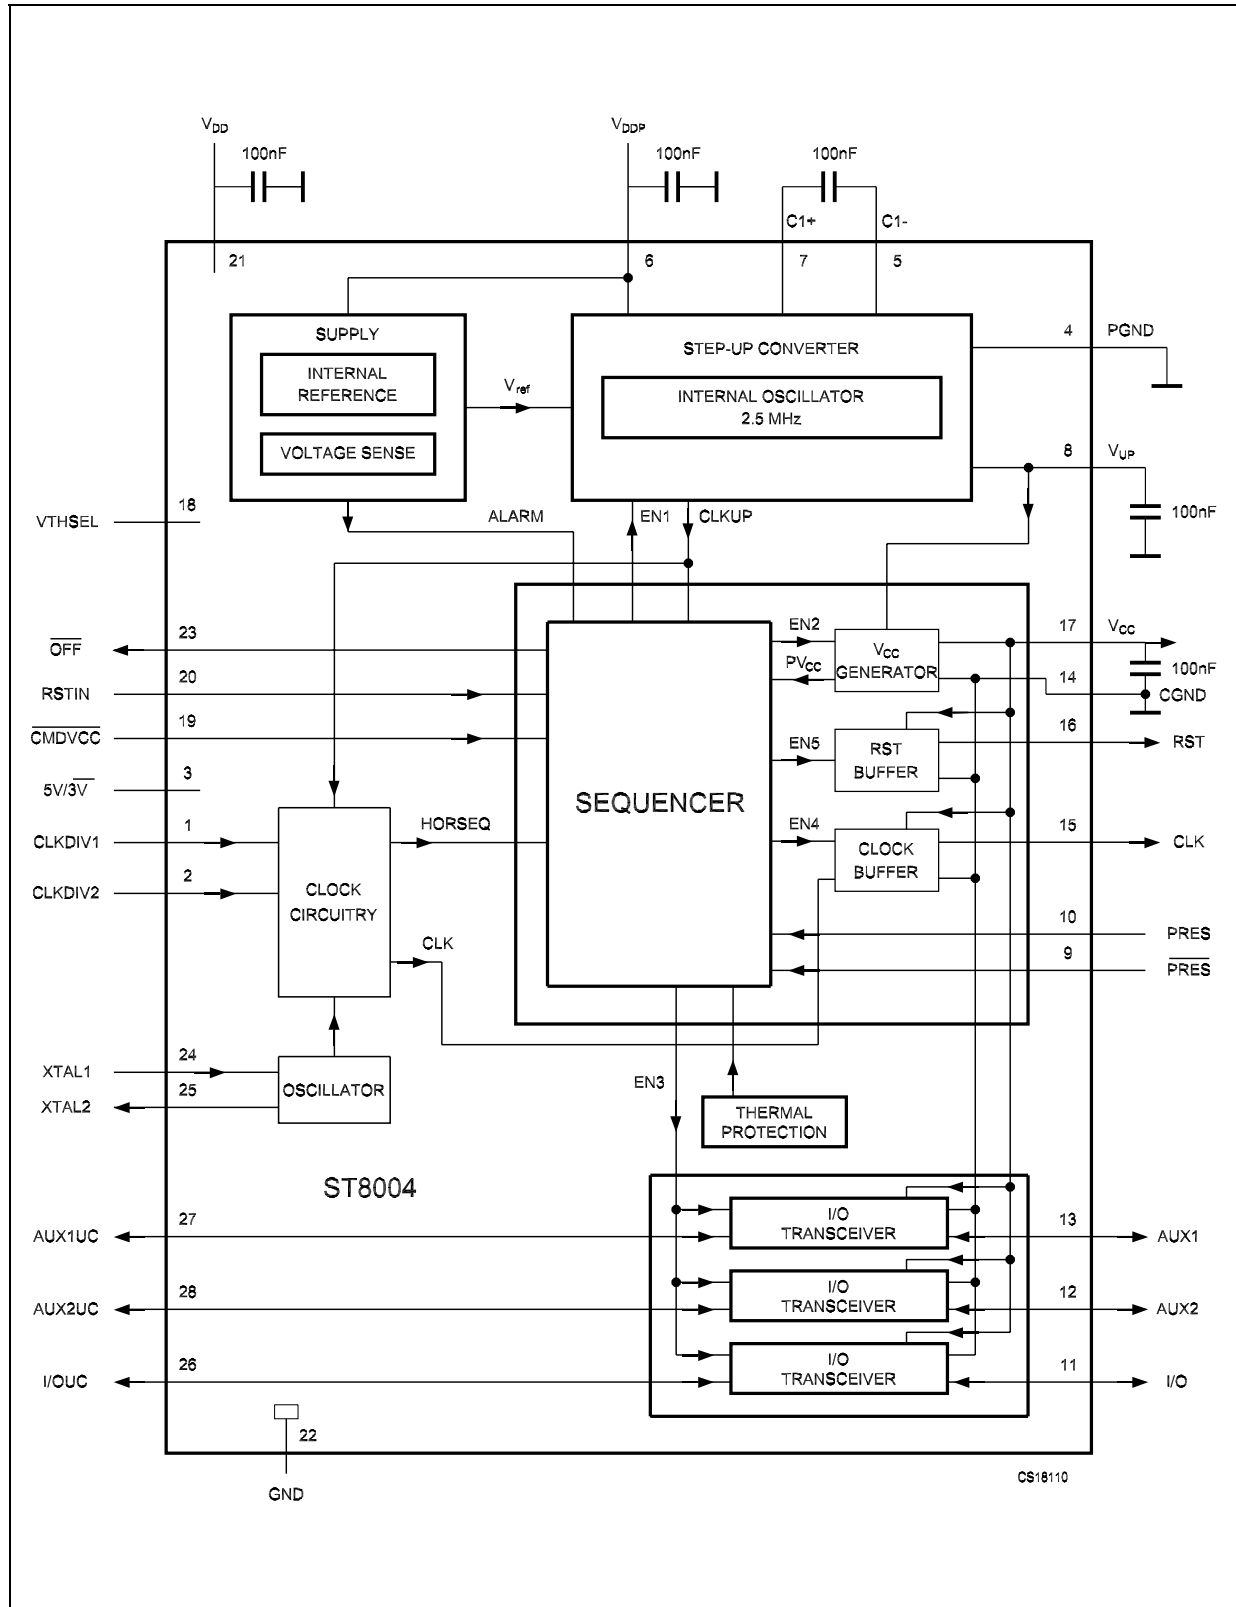 VDD
100nF
VDDP
100nF
100nF
C1+
C1-
21
6
7
5
SUPPLY
INTERNAL
REFERENCE
VOLTAGE SENSE
Vref
STEP-UP CONVERTER
INTERNAL OSCILLATOR
2.5 MHz
4
PGND
8
VUP
100nF
18
VTHSEL
ALARM
EN1
CLKUP
23
OFF
20
RSTIN
19
CMDVCC
3
5V/3V
1
CLKDIV1
2
CLKDIV2
CLOCK
CIRCUITRY
HORSEQ
CLK
SEQUENCER
EN2
PVCC
VCC
GENERATOR
17
VCC
100nF
14
CGND
EN5
RST
BUFFER
16
RST
EN4
CLOCK
BUFFER
15
CLK
10
PRES
9
PRES
24
XTAL1
25
XTAL2
OSCILLATOR
EN3
THERMAL
PROTECTION
ST8004
27
AUX1UC
I/O
TRANSCEIVER
13
AUX1
28
AUX2UC
I/O
TRANSCEIVER
12
AUX2
26
I/OUC
I/O
TRANSCEIVER
11
I/O
22
GND
CS18110